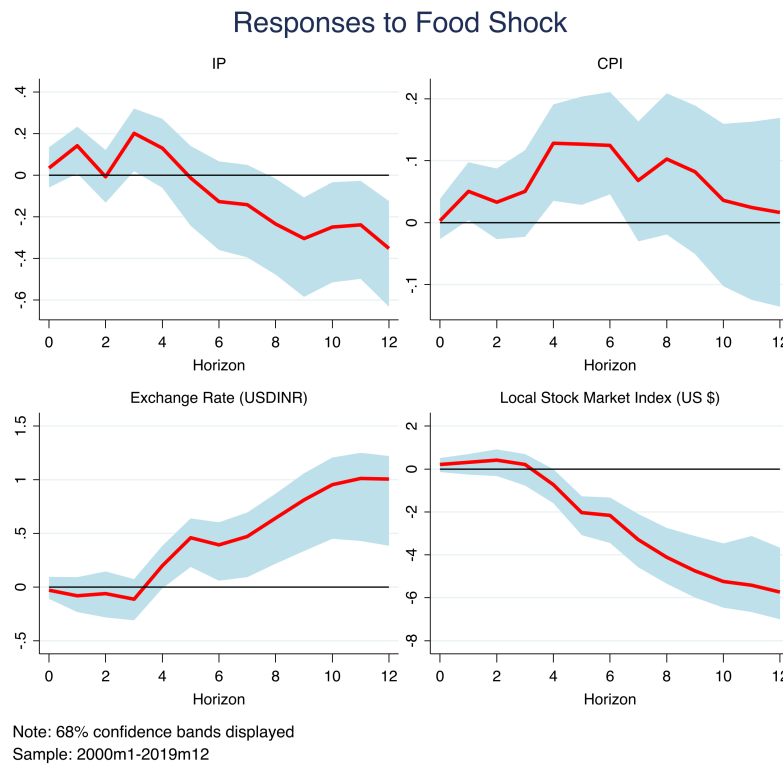 Responses to Food Shock
IP
.4
.2
0
-.2
-.4
-.6
0 2 4 6 8 10 12
Horizon
CPI
.2
.1
0
-.1
0 2 4 6 8 10 12
Horizon
Exchange Rate (USDINR)
1.5
1
.5
0
-.5
0 2 4 6 8 10 12
Horizon
Local Stock Market Index (US $)
2
0
-2
-4
-6
-8
0 2 4 6 8 10 12
Horizon
Note: 68% confidence bands displayed
Sample: 2000m1-2019m12